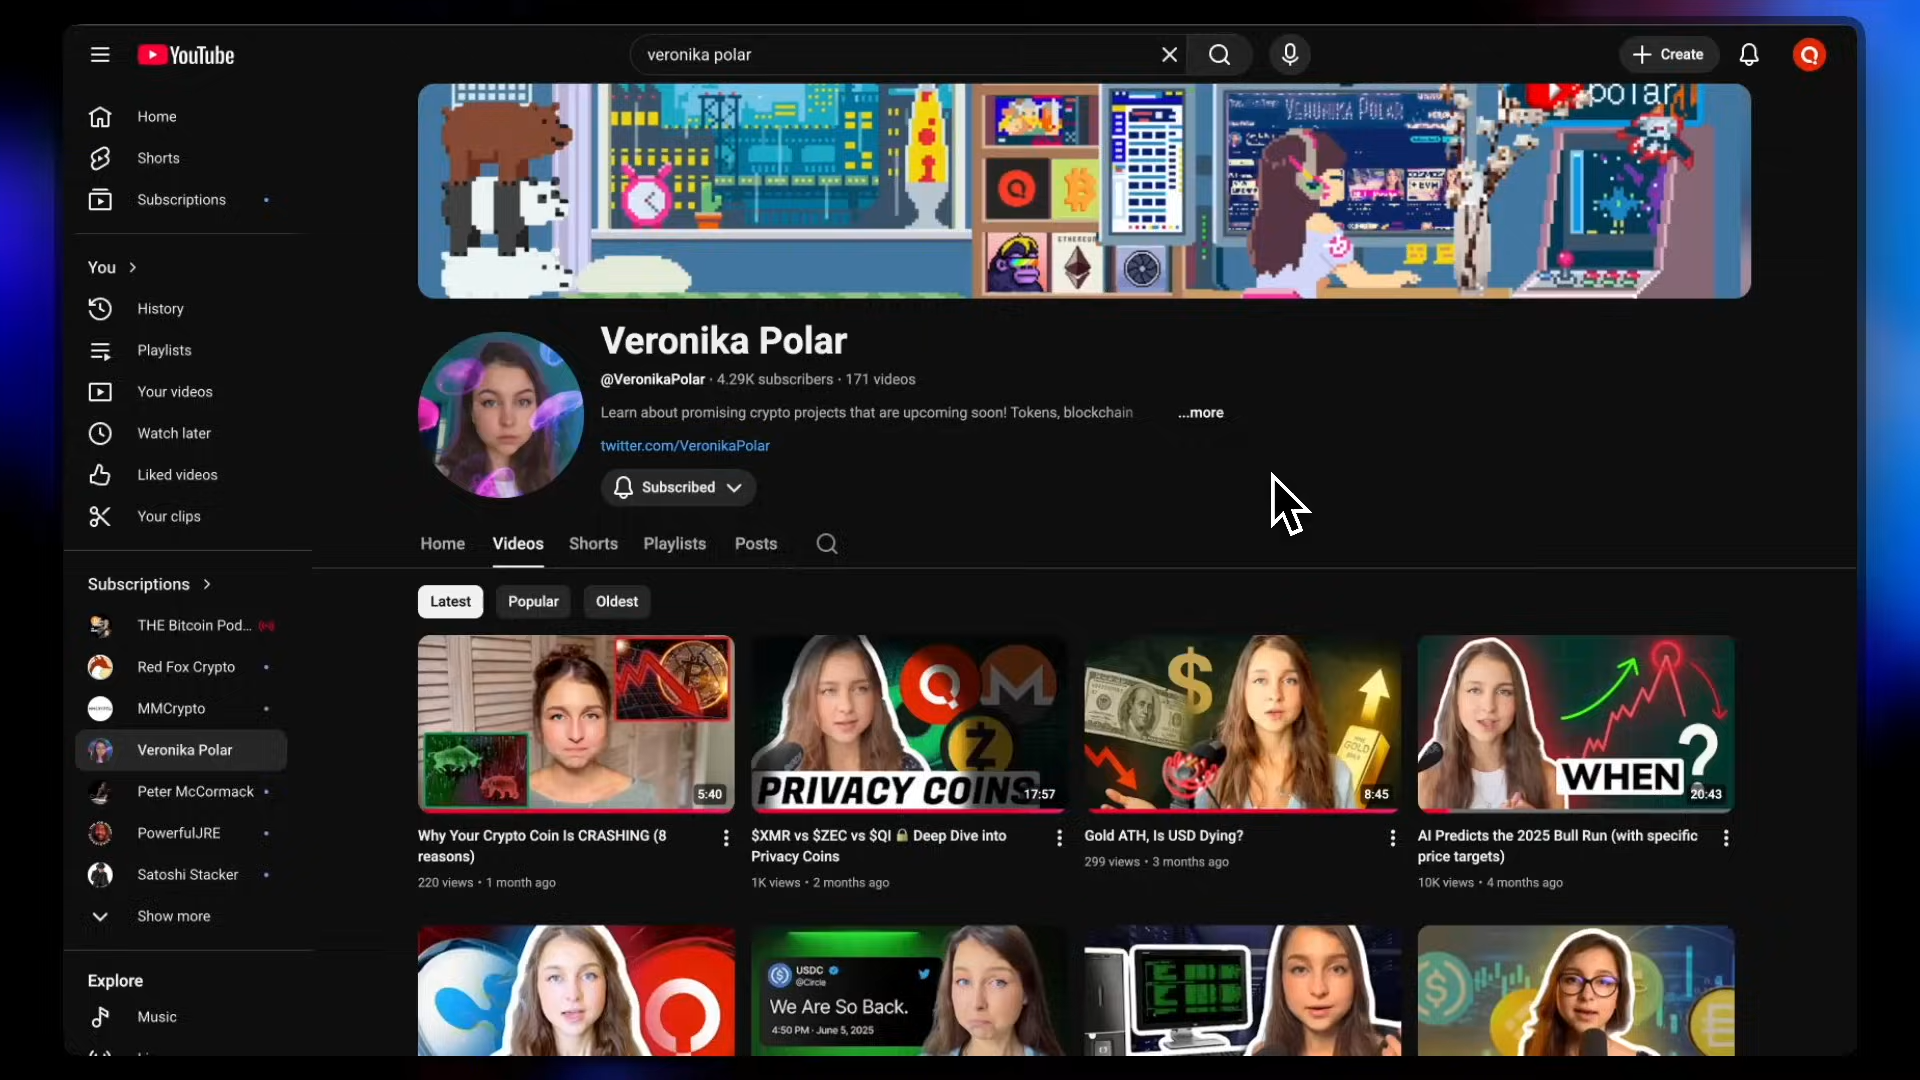 YouTube
veronika polar
Create
Home
Shorts
Subscriptions
You
History
Playlists
Your videos
Watch later
Liked videos
Your clips
Subscriptions
THE Bitcoin Pod...
Red Fox Crypto
MMCrypto
Veronika Polar
Peter McCormack
PowerfulJRE
Satoshi Stacker
Show more
Explore
Music
VERONIKA POLAR
polar
ETHEREUM
Veronika Polar
@VeronikaPolar · 4.29K subscribers · 171 videos
Learn about promising crypto projects that are upcoming soon! Tokens, blockchain ...more
twitter.com/VeronikaPolar
Subscribed
Home Videos Shorts Playlists Posts
Latest Popular Oldest
5:40
Why Your Crypto Coin Is CRASHING (8
reasons)
220 views • 1 month ago
PRIVACY COINS
17:57
$XMR vs $ZEC vs $QI 🔒 Deep Dive into
Privacy Coins
1K views • 2 months ago
GOLD
8:45
Gold ATH, Is USD Dying?
299 views • 3 months ago
WHEN ?
20:43
AI Predicts the 2025 Bull Run (with specific
price targets)
10K views • 4 months ago
USDC
@Circle
We Are So Back.
4:50 PM · June 5, 2025